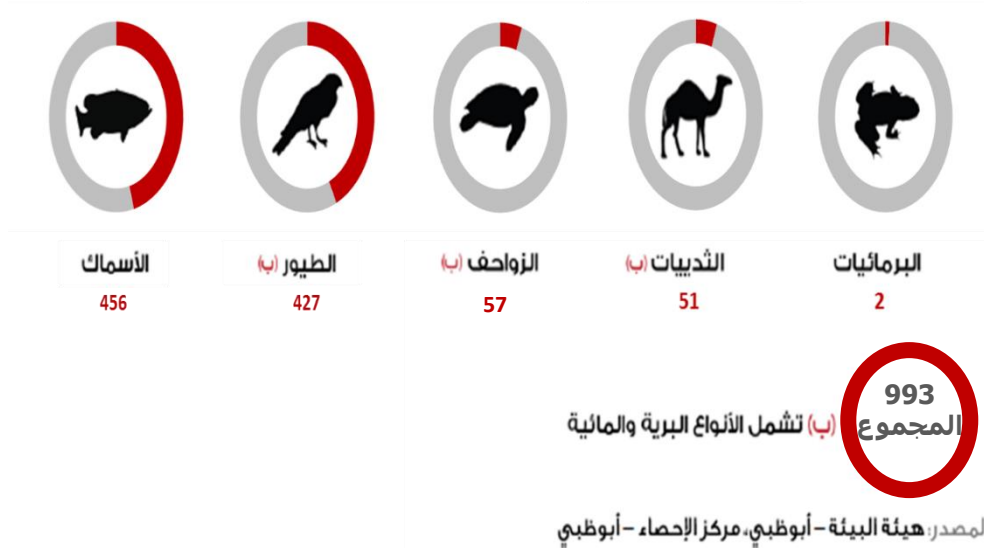 البرمائيات
2
الثدييات (ب)
51
الزواحف (ب)
57
الطيور (ب)
427
الأسماك
456
993
المجموع
(ب) تشمل الأنواع البرية والمائية
لمصدر: هيئة البيئة – أبوظبي، مركز الإحصاء – أبوظبي